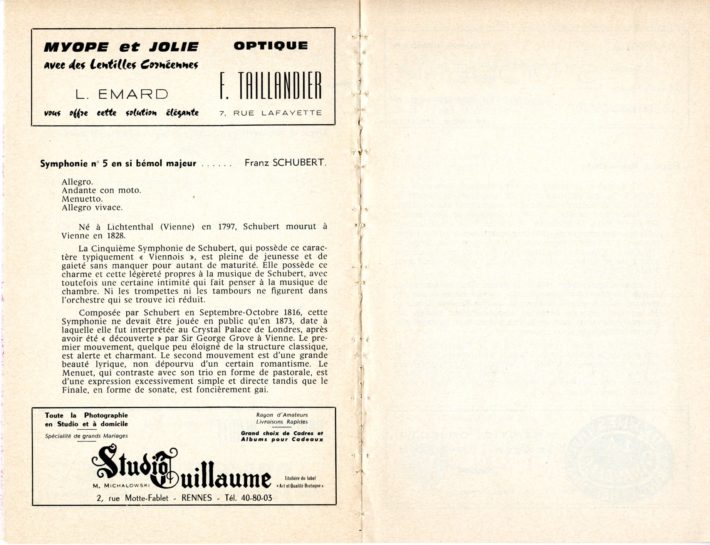 MYOPE et JOLIE
avec des Lentilles Cornéennes
L. EMARD
vous offre cette solution élégante
OPTIQUE
F. TAILLANDIER
7, RUE LAFAYETTE
Symphonie n° 5 en si bémol majeur ...... Franz SCHUBERT.
Allegro.
Andante con moto.
Menuetto.
Allegro vivace.
Né à Lichtenthal (Vienne) en 1797, Schubert mourut à
Vienne en 1828.
La Cinquième Symphonie de Schubert, qui possède ce carac-
tère typiquement « Viennois », est pleine de jeunesse et de
gaieté sans manquer pour autant de maturité. Elle possède ce
charme et cette légèreté propres à la musique de Schubert, avec
toutefois une certaine intimité qui fait penser à la musique de
chambre. Ni les trompettes ni les tambours ne figurent dans
l'orchestre qui se trouve ici réduit.
Composée par Schubert en Septembre-Octobre 1816, cette
Symphonie ne devait être jouée en public qu'en 1873, date à
laquelle elle fut interprétée au Crystal Palace de Londres, après
avoir été « découverte » par Sir George Grove à Vienne. Le pre-
mier mouvement, quelque peu éloigné de la structure classique,
est alerte et charmant. Le second mouvement est d'une grande
beauté lyrique, non dépourvu d'un certain romantisme. Le
Menuet, qui contraste avec son trio en forme de pastorale, est
d'une expression excessivement simple et directe tandis que le
Finale, en forme de sonate, est foncièrement gai.
Toute la Photographie
en Studio et à domicile
Spécialité de grands Mariages
Rayon d'Amateurs
Livraisons Rapides
Grand choix de Cadres et
Albums pour Cadeaux
Studio Guillaume
M. MICHALOWSKI
Titulaire du label
« Art et Qualité Bretagne »
2, rue Motte-Fablet - RENNES - Tél. 40-80-03